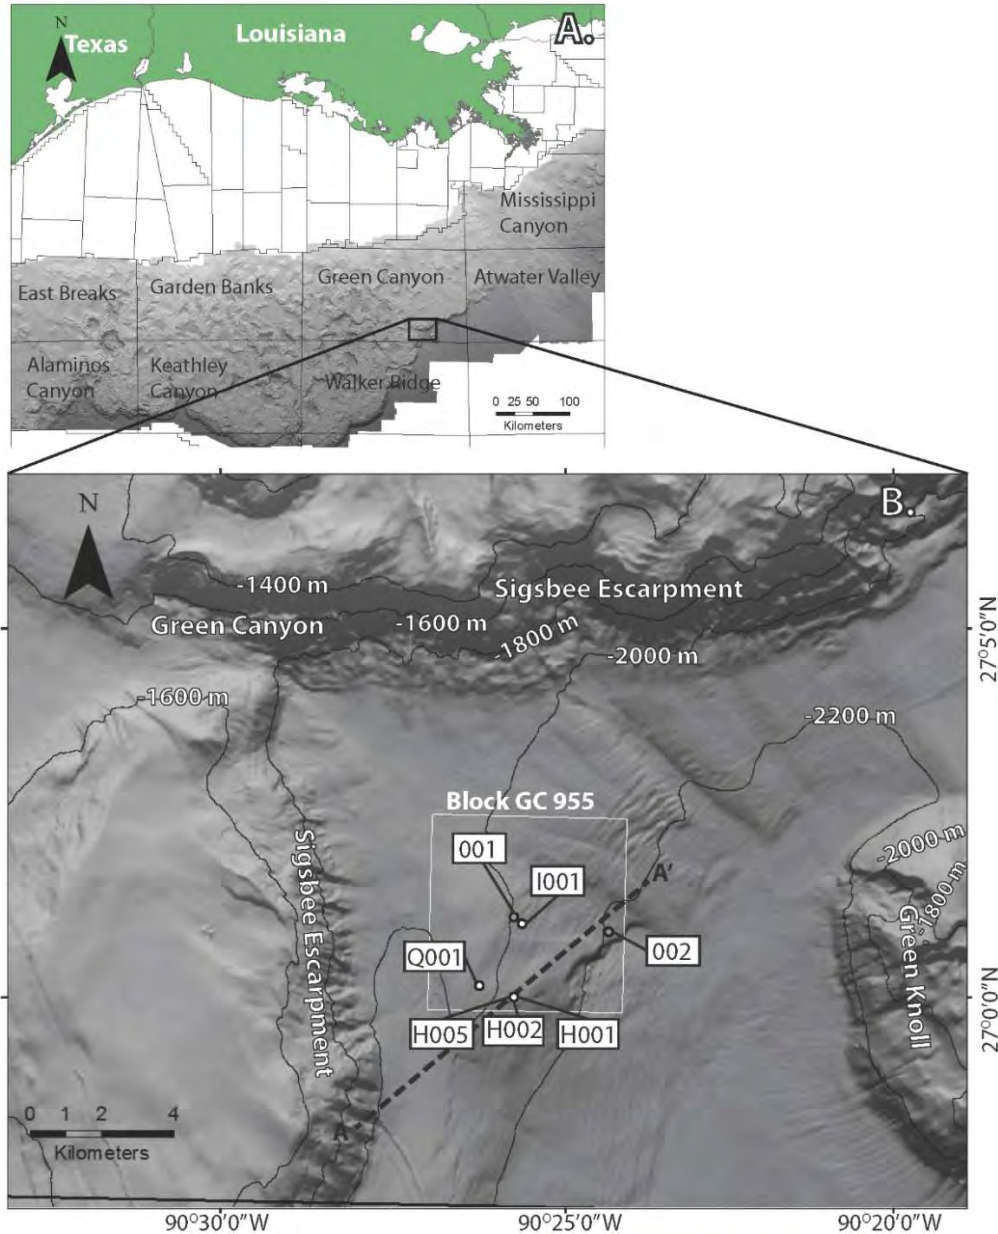 N
Texas
Louisiana
A.
Mississippi
Canyon
East Breaks
Garden Banks
Green Canyon
Atwater Valley
Alaminos
Canyon
Keathley
Canyon
Walker Ridge
0 25 50 100
Kilometers
N
B.
-1400 m
Sigsbee Escarpment
Green Canyon
-1600 m
-1800 m
-2000 m
27°5'0"N
-1600 m
-2200 m
Block GC 955
001
I001
A'
-2000 m
-1800 m
Sigsbee Escarpment
Q001
002
Green Knoll
27°0'0"N
H005
H002
H001
A
0 1 2 4
Kilometers
90°30'0"W
90°25'0"W
90°20'0"W